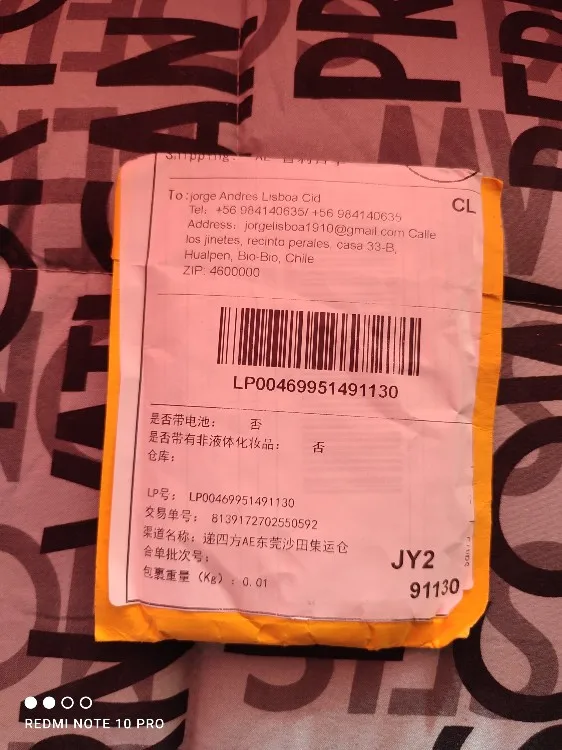 Shipping: AE
To: jorge Andres Lisboa Cid
CL
Tel: +56 984140635/ +56 984140635
Address: jorgelisboa1910@gmail.com Calle
los jinetes, recinto perales, casa 33-B,
Hualpen, Bio-Bio, Chile
ZIP: 4600000
LP00469951491130
是否带电池: 否
是否带有非液体化妆品: 否
仓库:
LP号: LP00469951491130
交易单号: 8139172702550592
渠道名称: 递四方AE东莞沙田集运仓
合单批次号:
JY2
包裹重量 (Kg) : 0.01
91130
REDMI NOTE 10 PRO